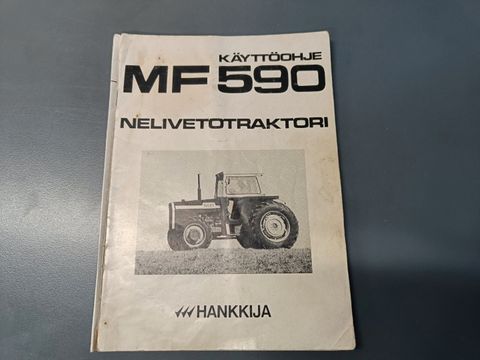 KÄYTTÖOHJE
MF 590
NELIVETOTRAKTORI
HANKKIJA